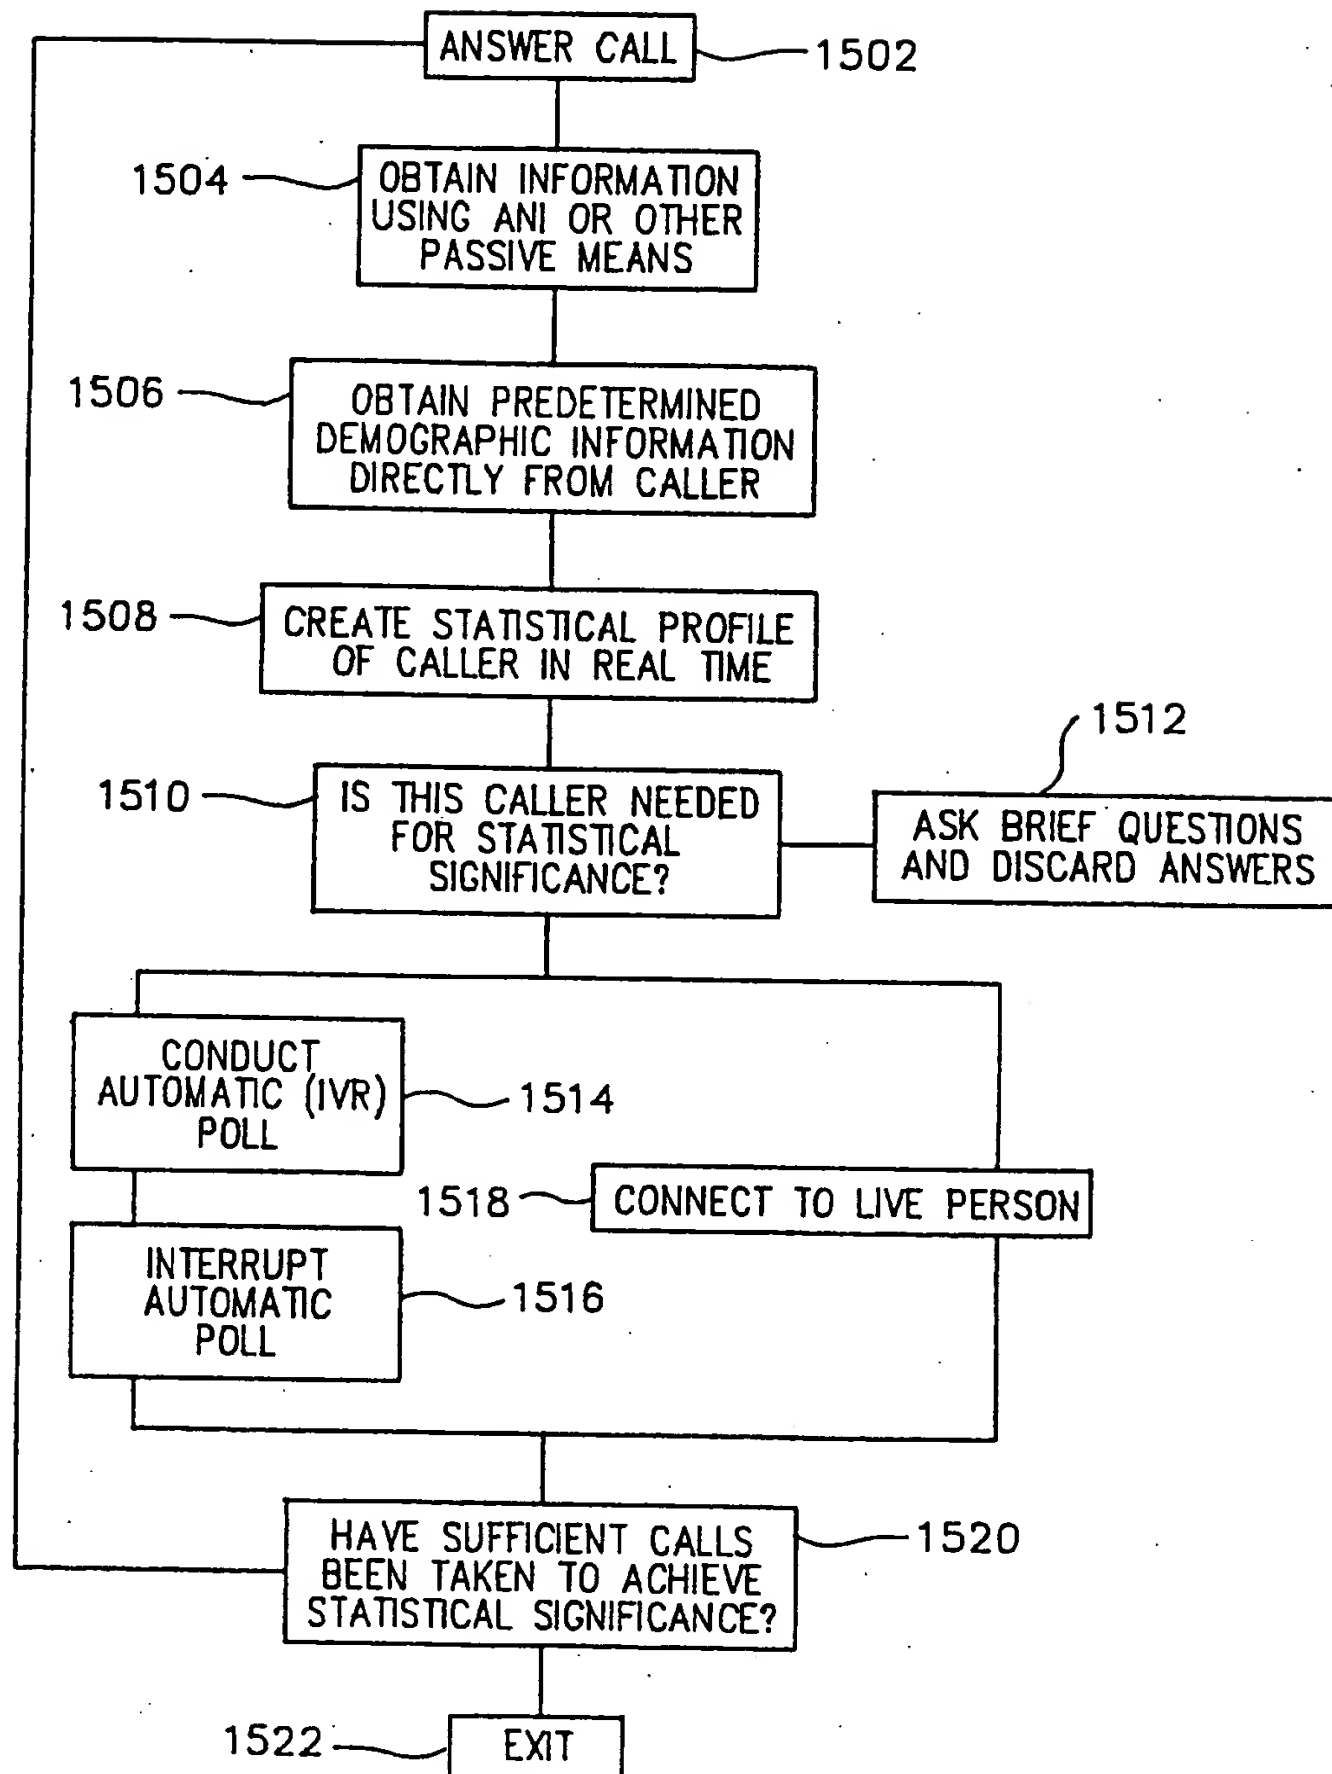 ANSWER CALL
1502
1504
OBTAIN INFORMATION
USING ANI OR OTHER
PASSIVE MEANS
1506
OBTAIN PREDETERMINED
DEMOGRAPHIC INFORMATION
DIRECTLY FROM CALLER
1508
CREATE STATISTICAL PROFILE
OF CALLER IN REAL TIME
1510
IS THIS CALLER NEEDED
FOR STATISTICAL
SIGNIFICANCE?
1512
ASK BRIEF QUESTIONS
AND DISCARD ANSWERS
CONDUCT
AUTOMATIC (IVR)
POLL
1514
1518
CONNECT TO LIVE PERSON
INTERRUPT
AUTOMATIC
POLL
1516
HAVE SUFFICIENT CALLS
BEEN TAKEN TO ACHIEVE
STATISTICAL SIGNIFICANCE?
1520
1522
EXIT